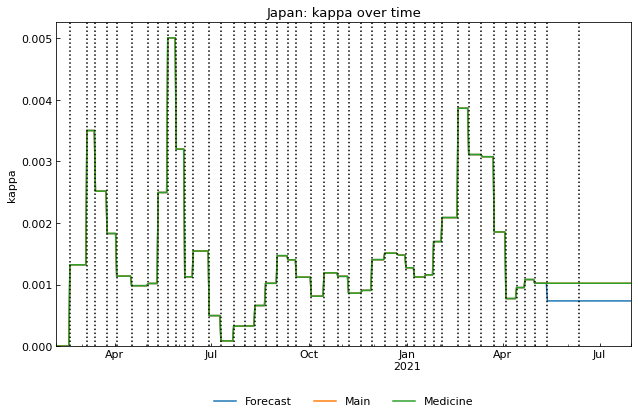 Japan: kappa over time
0.005
0.004
0.003
0.002
0.001
0.000
kappa
Apr Jul Oct Jan Apr Jul
2021
Forecast Main Medicine